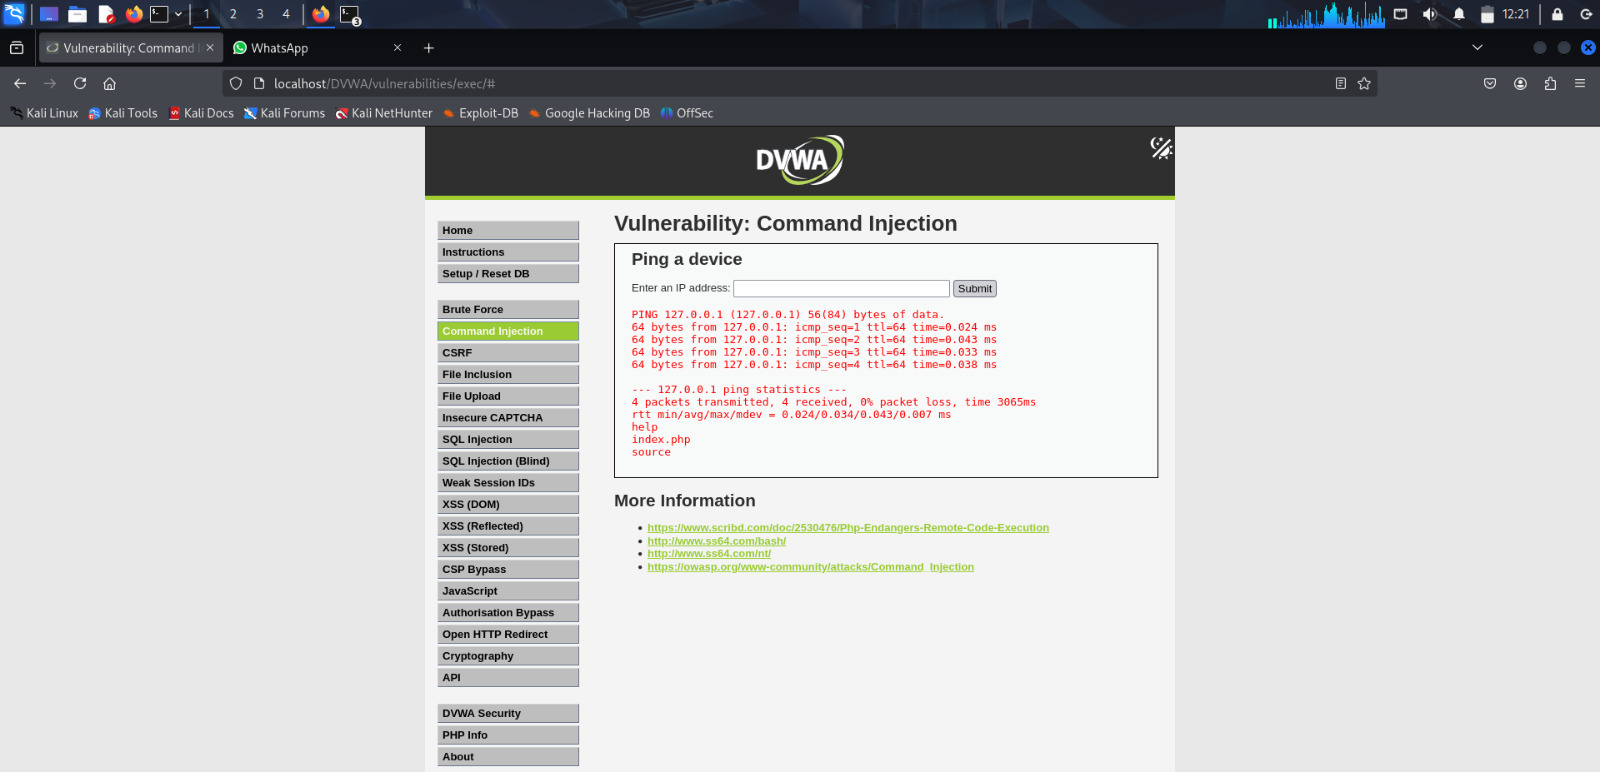 1 2 3 4 3 12:21
Vulnerability: Command I
WhatsApp
localhost/DVWA/vulnerabilities/exec/#
Kali Linux Kali Tools Kali Docs Kali Forums Kali NetHunter Exploit-DB Google Hacking DB OffSec
DVWA
Home
Instructions
Setup / Reset DB
Brute Force
Command Injection
CSRF
File Inclusion
File Upload
Insecure CAPTCHA
SQL Injection
SQL Injection (Blind)
Weak Session IDs
XSS (DOM)
XSS (Reflected)
XSS (Stored)
CSP Bypass
JavaScript
Authorisation Bypass
Open HTTP Redirect
Cryptography
API
DVWA Security
PHP Info
About
Vulnerability: Command Injection
Ping a device
Enter an IP address: Submit
PING 127.0.0.1 (127.0.0.1) 56(84) bytes of data.
64 bytes from 127.0.0.1: icmp_seq=1 ttl=64 time=0.024 ms
64 bytes from 127.0.0.1: icmp_seq=2 ttl=64 time=0.043 ms
64 bytes from 127.0.0.1: icmp_seq=3 ttl=64 time=0.033 ms
64 bytes from 127.0.0.1: icmp_seq=4 ttl=64 time=0.038 ms
--- 127.0.0.1 ping statistics ---
4 packets transmitted, 4 received, 0% packet loss, time 3065ms
rtt min/avg/max/mdev = 0.024/0.034/0.043/0.007 ms
help
index.php
source
More Information
https://www.scribd.com/doc/2530476/Php-Endangers-Remote-Code-Execution
http://www.ss64.com/bash/
http://www.ss64.com/nt/
https://owasp.org/www-community/attacks/Command_Injection